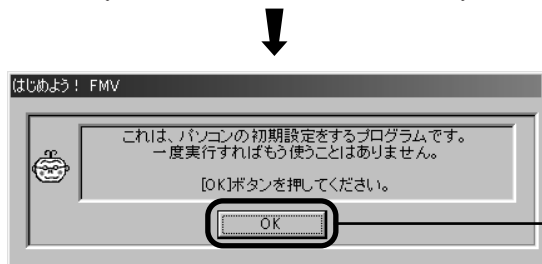 はじめよう! FMV
これは、パソコンの初期設定をするプログラムです。
一度実行すればもう使うことはありません。
[OK]ボタンを押してください。
OK